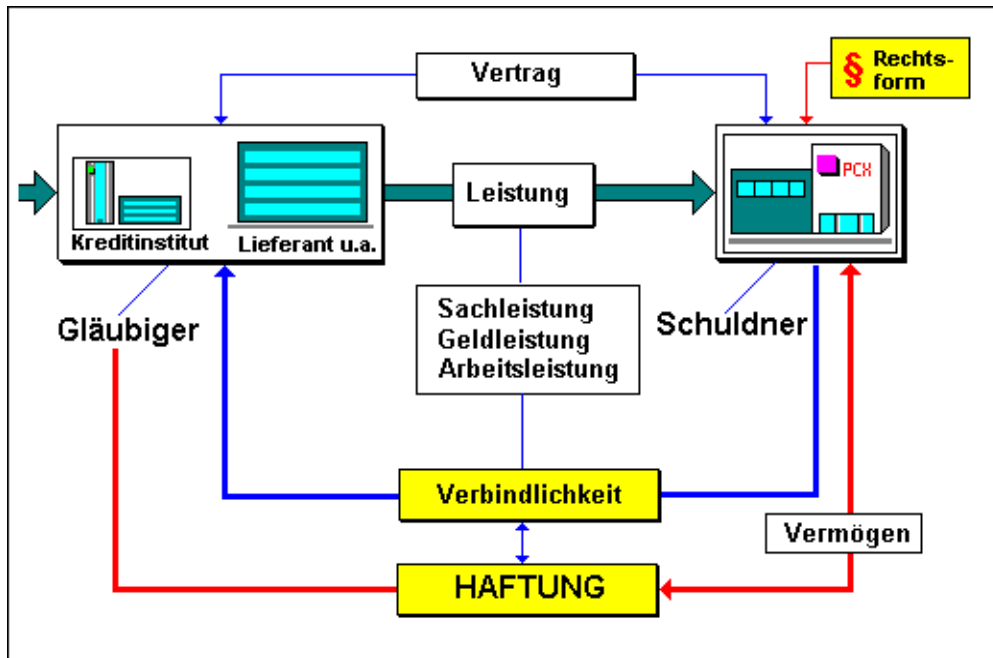 Vertrag
§ Rechts-
form
PCX
Kreditinstitut
Lieferant u.a.
Leistung
Gläubiger
Schuldner
Sachleistung
Geldleistung
Arbeitsleistung
Verbindlichkeit
Vermögen
HAFTUNG